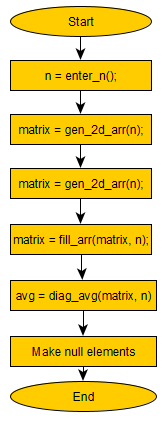 Start
n = enter_n();
matrix = gen_2d_arr(n);
matrix = gen_2d_arr(n);
matrix = fill_arr(matrix, n);
avg = diag_avg(matrix, n)
Make null elements
End